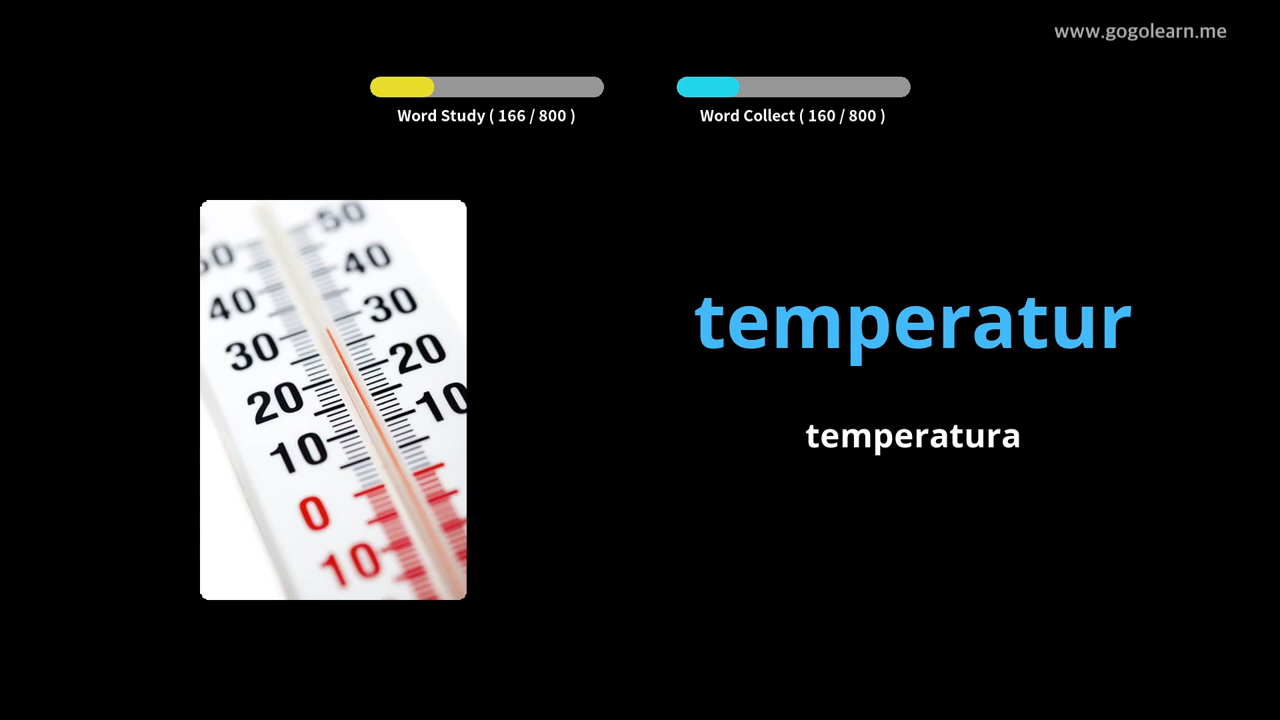 www.gogolearn.me
Word Study ( 166 / 800 )
Word Collect ( 160 / 800 )
50
40
40
30
30
20
20
10
10
0
10
temperatur
temperatura